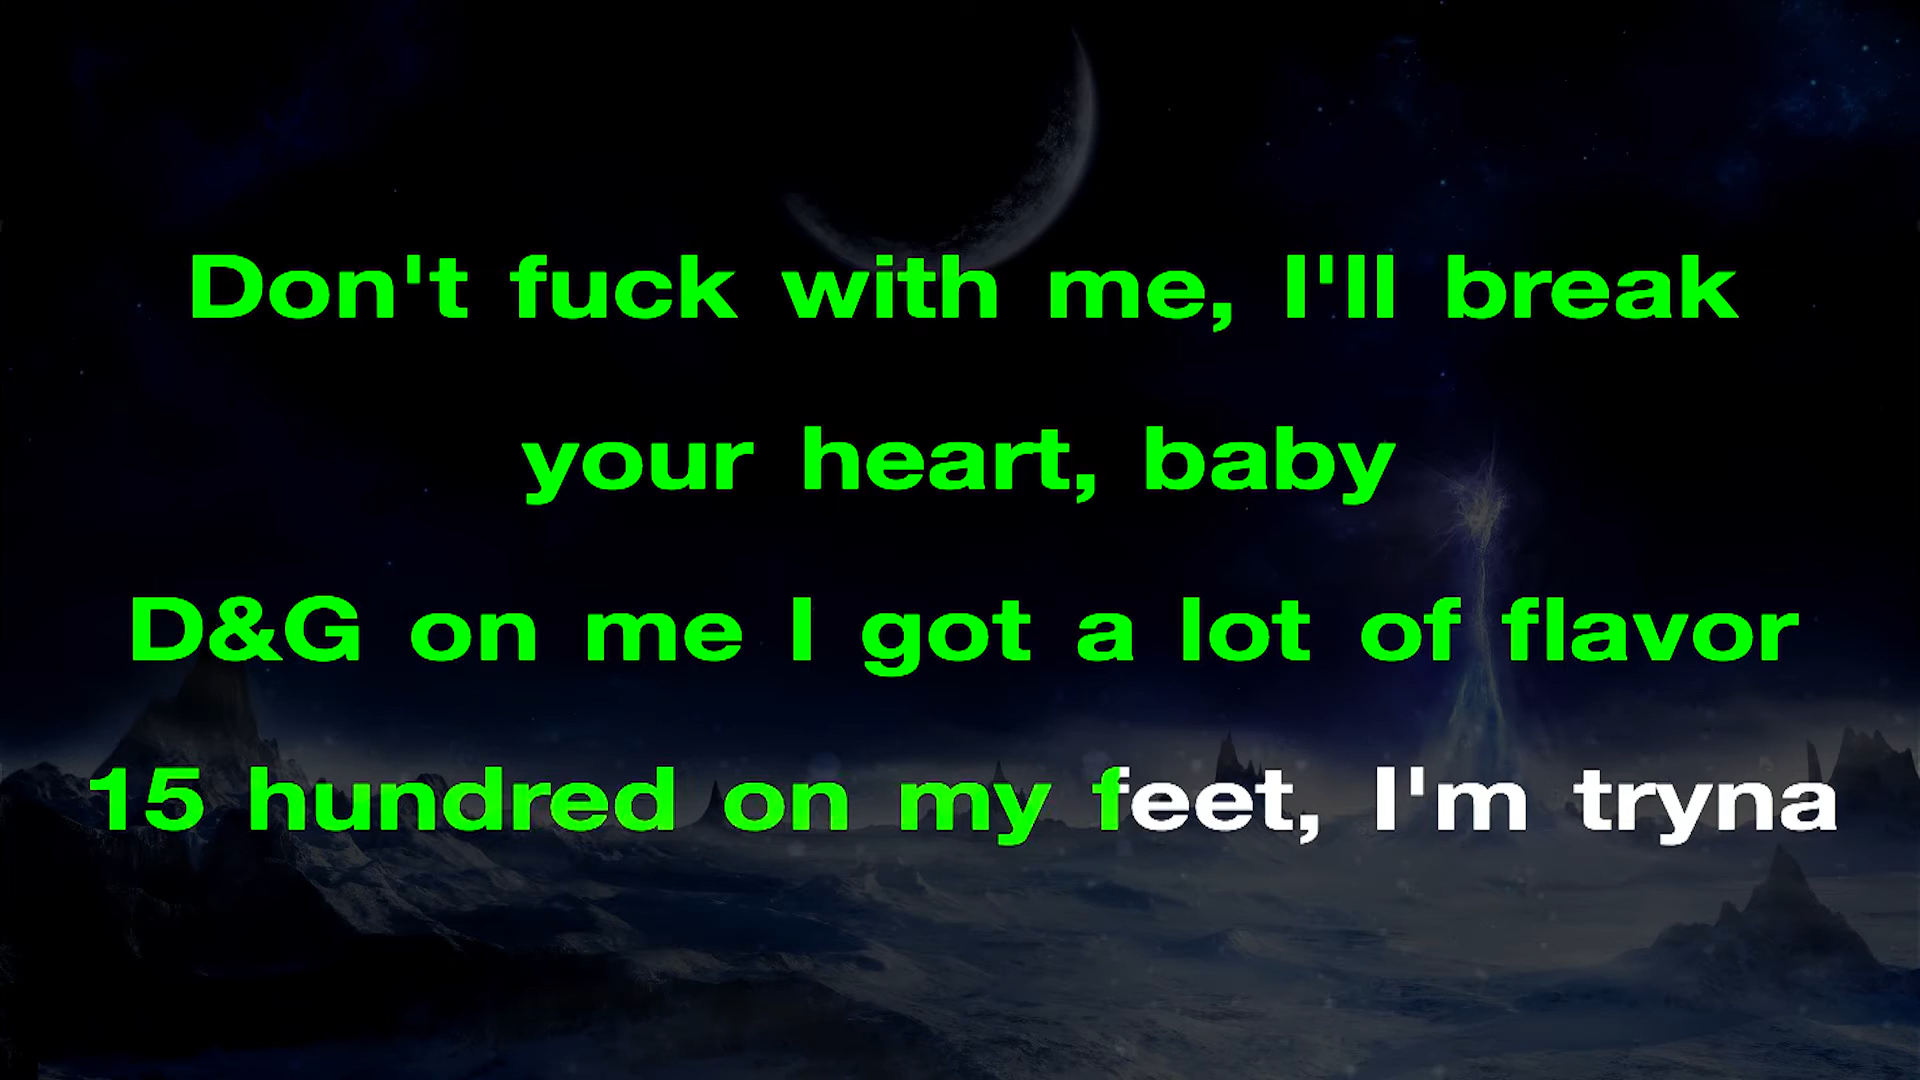 Don't fuck with me, I'll break
your heart, baby
D&G on me I got a lot of flavor
15 hundred on my feet, I'm tryna